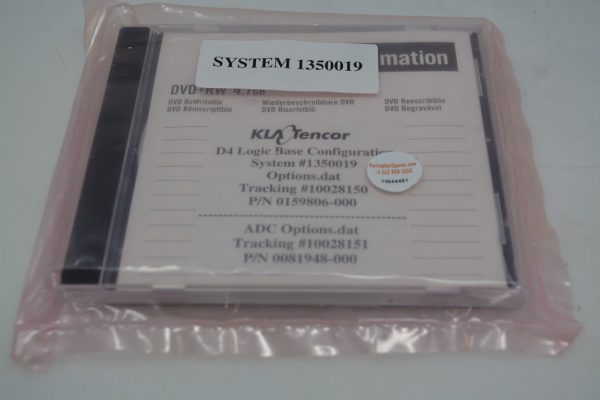 SYSTEM 1350019
mation
DVD+RW 4.7GB
DVD ReWritable
DVD Réinscriptible
Wiederbeschreibbare DVD
DVD Riscrivibili
DVD Reescribible
DVD Regravável
KLA Tencor
D4 Logic Base Configuration
System #1350019
Options.dat
Tracking #10028150
P/N 0159806-000
ADC Options.dat
Tracking #10028151
P/N 0081948-000
TW44461